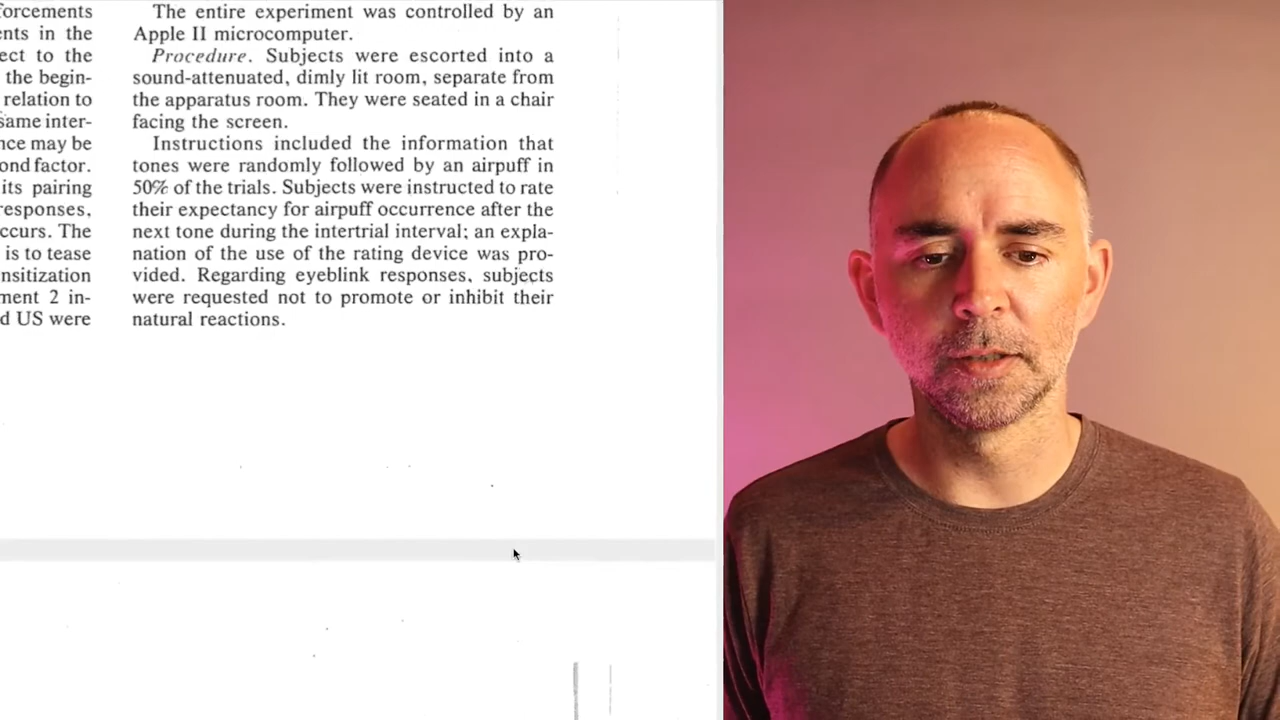 forcements
ents in the
ect to the
the begin-
relation to
same inter-
nce may be
ond factor.
its pairing
responses,
ccurs. The
is to tease
nsitization
ment 2 in-
d US were
The entire experiment was controlled by an
Apple II microcomputer.
Procedure. Subjects were escorted into a
sound-attenuated, dimly lit room, separate from
the apparatus room. They were seated in a chair
facing the screen.
Instructions included the information that
tones were randomly followed by an airpuff in
50% of the trials. Subjects were instructed to rate
their expectancy for airpuff occurrence after the
next tone during the intertrial interval; an expla-
nation of the use of the rating device was pro-
vided. Regarding eyeblink responses, subjects
were requested not to promote or inhibit their
natural reactions.